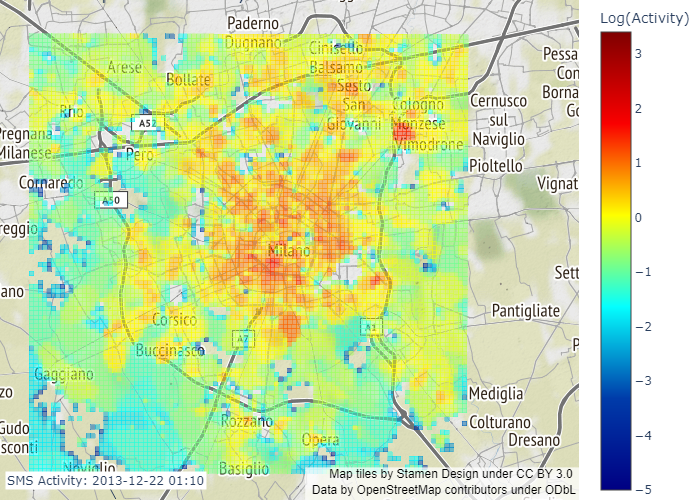 Log(Activity)
3
2
1
0
−1
−2
−3
−4
−5
Paderno
Dugnano
Cinisello
Balsamo
Arese
Bollate
Sesto
San
Giovanni
Cologno
Monzese
Vimodrone
Cernusco
sul
Naviglio
Pioltello
Pessa
Con
Borna
Go
Rho
A52
Pregnana
Milanese
Pero
Cornaredo
A50
reggio
Vignat
Milano
ano
Sett
Pantigliate
Corsico
A7
Buccinasco
P
Gaggiano
zo
Mediglia
Rozzano
Colturano
Dresano
Gudo
sconti
Opera
Noviglio
Basiglio
SMS Activity: 2013-12-22 01:10
Map tiles by Stamen Design under CC BY 3.0
Data by OpenStreetMap contributors under ODbL